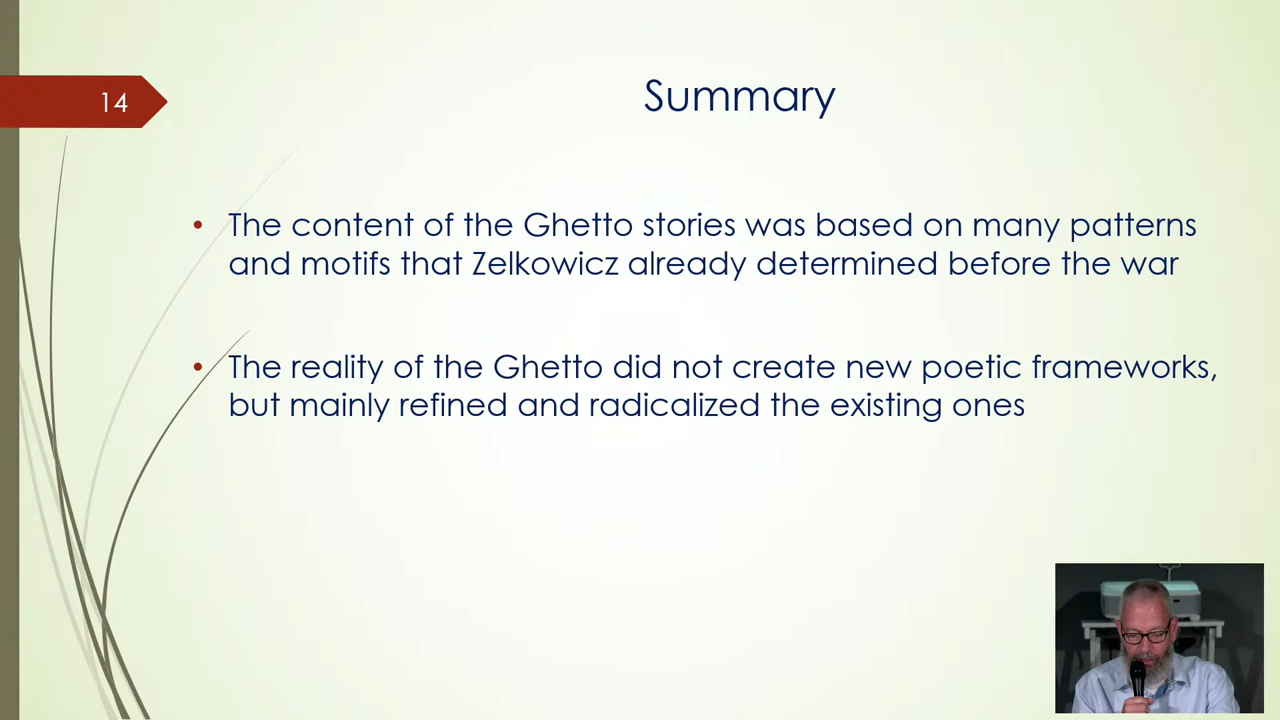 14
Summary
• The content of the Ghetto stories was based on many patterns
and motifs that Zelkowicz already determined before the war
• The reality of the Ghetto did not create new poetic frameworks,
but mainly refined and radicalized the existing ones